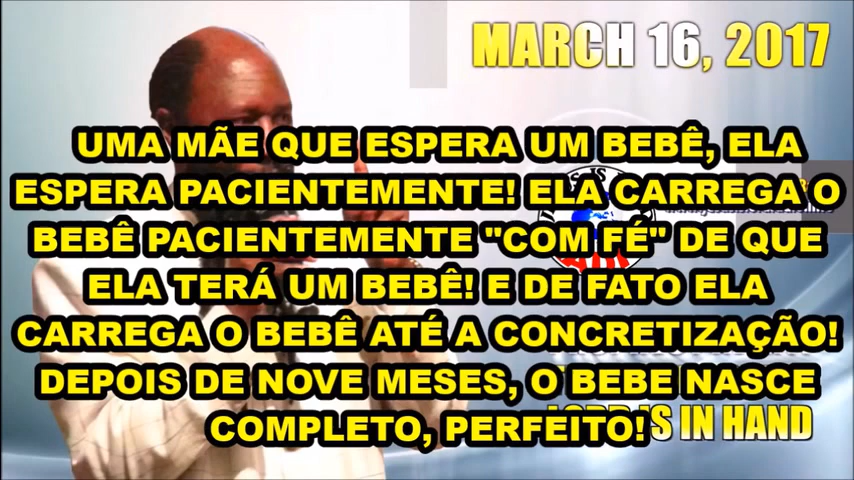 MARCH 16, 2017
UMA MÃE QUE ESPERA UM BEBÊ, ELA
ESPERA PACIENTEMENTE! ELA CARREGA O
BEBÊ PACIENTEMENTE "COM FÉ" DE QUE
ELA TERÁ UM BEBÊ! E DE FATO ELA
CARREGA O BEBÊ ATÉ A CONCRETIZAÇÃO!
DEPOIS DE NOVE MESES, O BEBE NASCE
COMPLETO, PERFEITO!
IS IN HAND